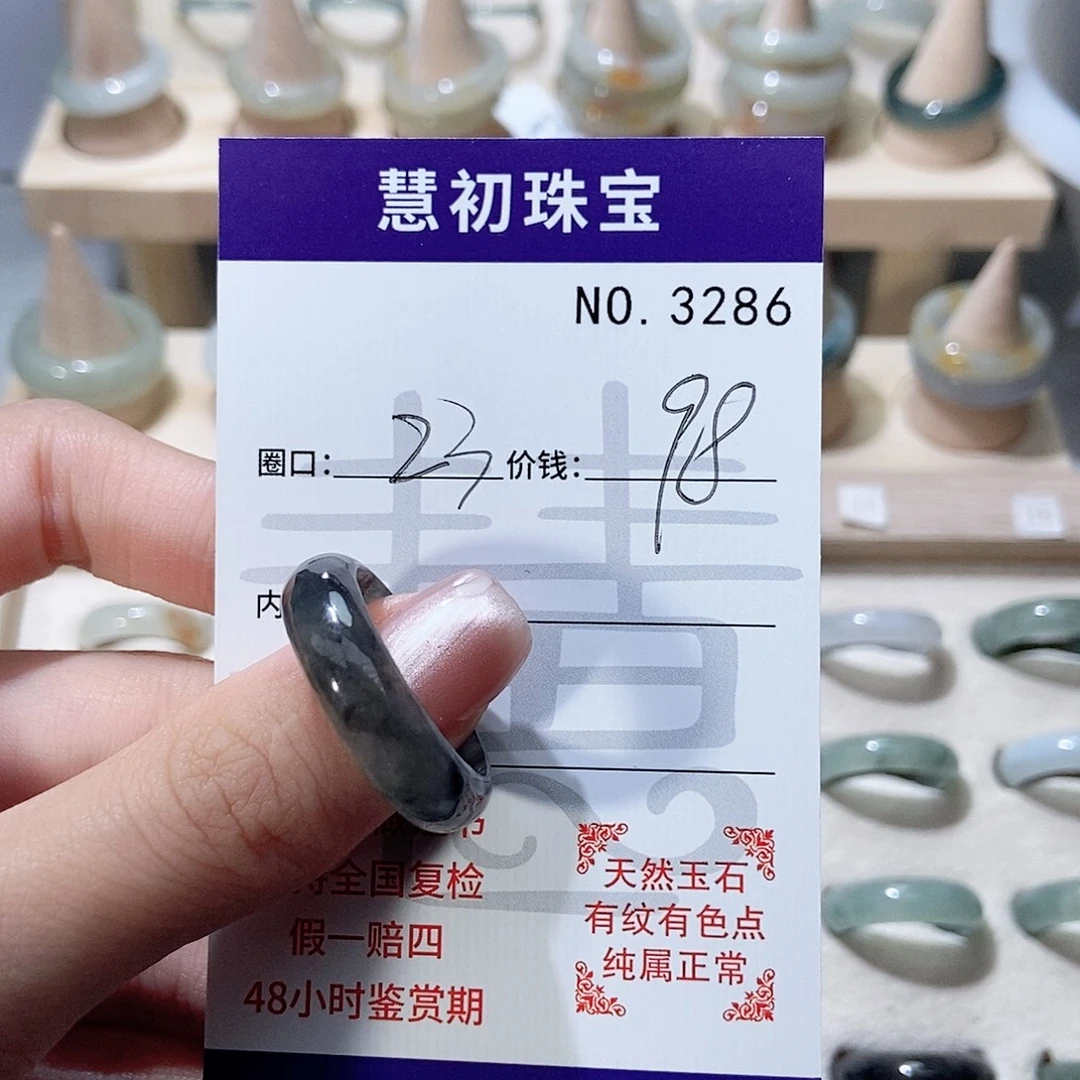 慧初珠宝
NO. 3286
圈口: 23 价钱: 98
内
全国复检
假一赔四
48小时鉴赏期
天然玉石
有纹有色点
纯属正常